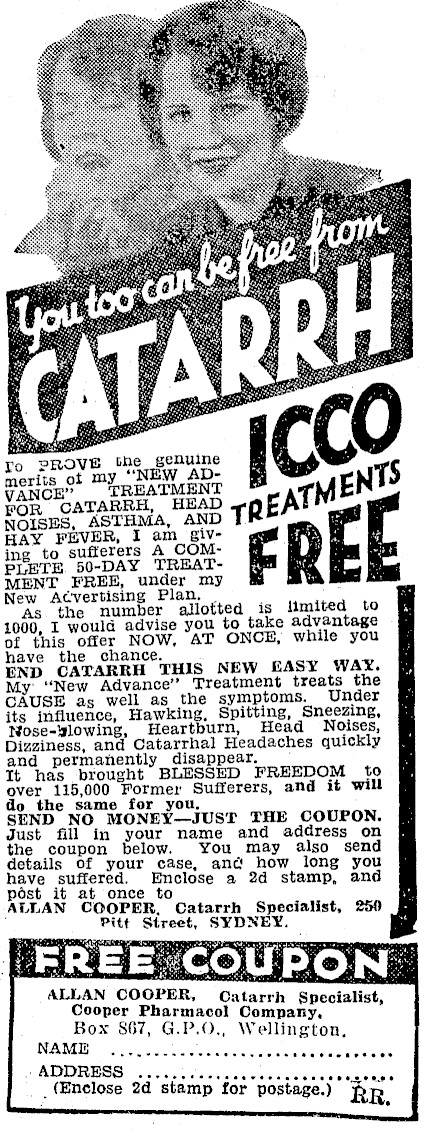 You too can be free from
CATARRH
ICCO
TREATMENTS
FREE
To PROVE the genuine
merits of my "NEW AD-
VANCE" TREATMENT
FOR CATARRH, HEAD
NOISES, ASTHMA, AND
HAY FEVER, I am giv-
ing to sufferers A COM-
PLETE 50-DAY TREAT-
MENT FREE, under my
New Advertising Plan.
As the number allotted is limited to
1000, I would advise you to take advantage
of this offer NOW, AT ONCE, while you
have the chance.
END CATARRH THIS NEW EASY WAY.
My "New Advance" Treatment treats the
CAUSE as well as the symptoms. Under
its influence, Hawking, Spitting, Sneezing,
Nose-blowing, Heartburn, Head Noises,
Dizziness, and Catarrhal Headaches quickly
and permanently disappear.
It has brought BLESSED FREEDOM to
over 115,000 Former Sufferers, and it will
do the same for you.
SEND NO MONEY—JUST THE COUPON.
Just fill in your name and address on
the coupon below. You may also send
details of your case, and how long you
have suffered. Enclose a 2d stamp, and
post it at once to
ALLAN COOPER, Catarrh Specialist, 250
Pitt Street, SYDNEY.
FREE COUPON
ALLAN COOPER, Catarrh Specialist,
Cooper Pharmacol Company,
Box 867, G.P.O., Wellington.
NAME ................................
ADDRESS ............................
(Enclose 2d stamp for postage.) RR.